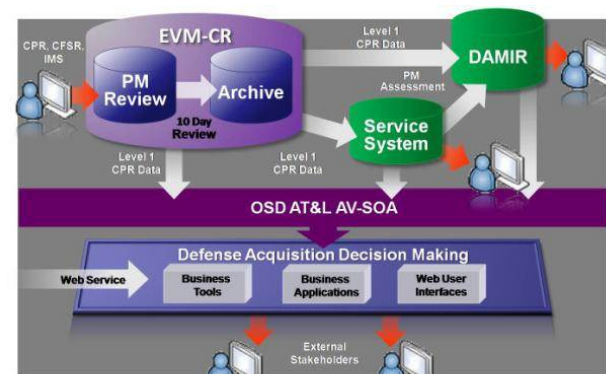 EVM-CR
CPR, CFSR,
IMS
PM
Review
Archive
10 Day
Review
Level 1
CPR Data
DAMIR
PM
Assessment
Service
System
Level 1
CPR Data
Level 1
CPR Data
OSD AT&L AV-SOA
Defense Acquisition Decision Making
Web Service
Business
Tools
Business
Applications
Web User
Interfaces
External
Stakeholders